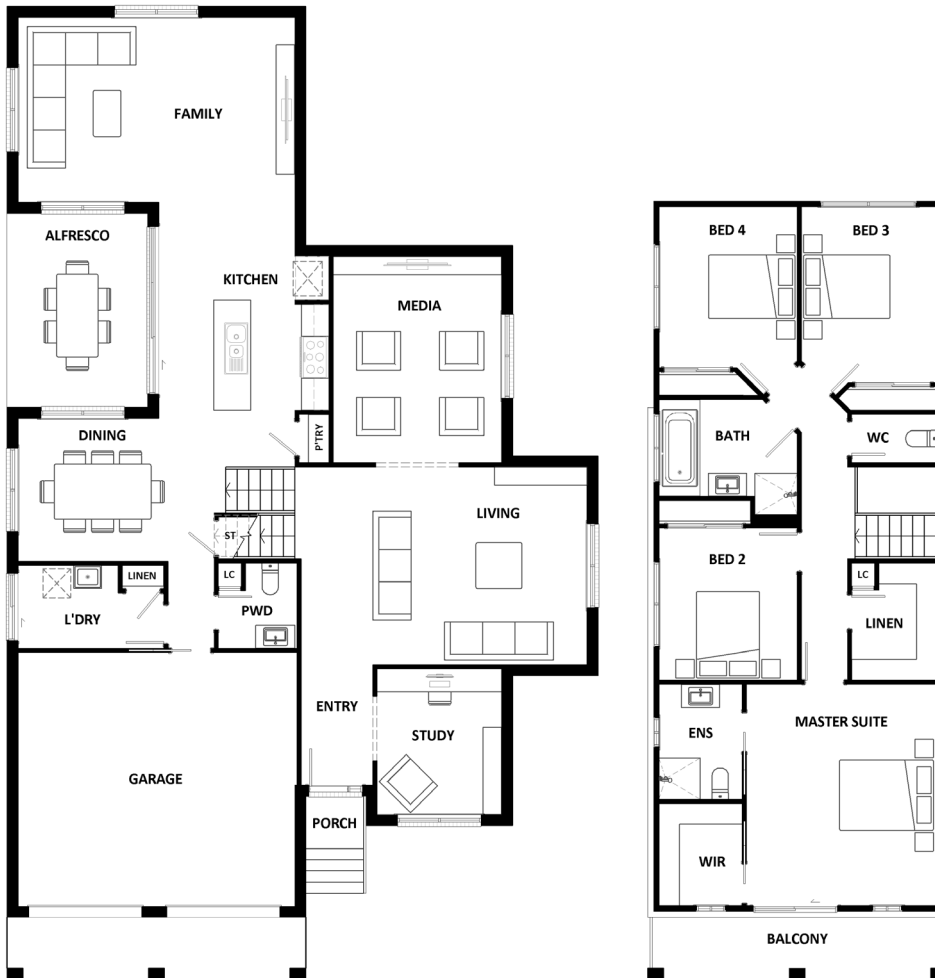 FAMILY
ALFRESCO
KITCHEN
MEDIA
DINING
P'TRY
LIVING
ST
LINEN
LC
L'DRY
PWD
ENTRY
STUDY
GARAGE
PORCH
BED 4
BED 3
BATH
WC
BED 2
LC
LINEN
ENS
MASTER SUITE
WIR
BALCONY